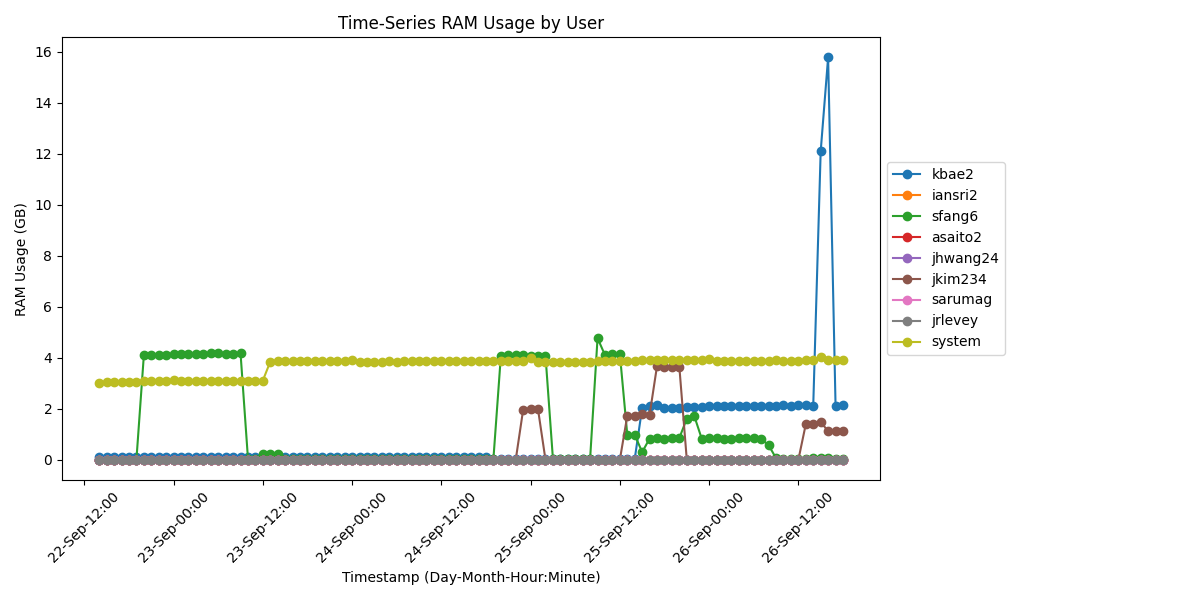 Time-Series RAM Usage by User
RAM Usage (GB)
16
14
12
10
8
6
4
2
0
22-Sep-12:00
23-Sep-00:00
23-Sep-12:00
24-Sep-00:00
24-Sep-12:00
25-Sep-00:00
25-Sep-12:00
26-Sep-00:00
26-Sep-12:00
Timestamp (Day-Month-Hour:Minute)
kbae2
iansri2
sfang6
asaito2
jhwang24
jkim234
sarumag
jrlevey
system